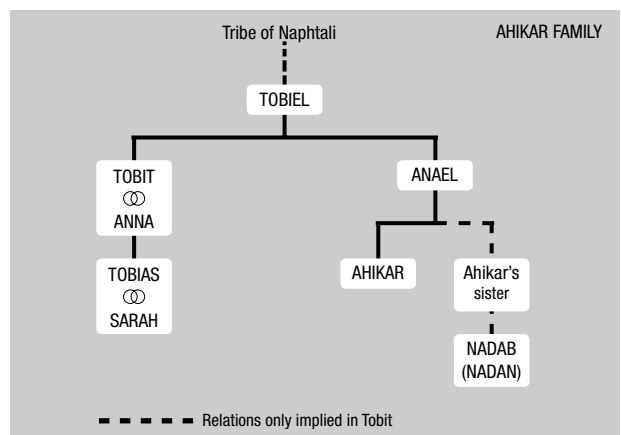 Tribe of Naphtali
AHIKAR FAMILY
TOBIEL
TOBIT
ANNA
ANAEL
TOBIAS
SARAH
AHIKAR
Ahikar's
sister
NADAB
(NADAN)
Relations only implied in Tobit